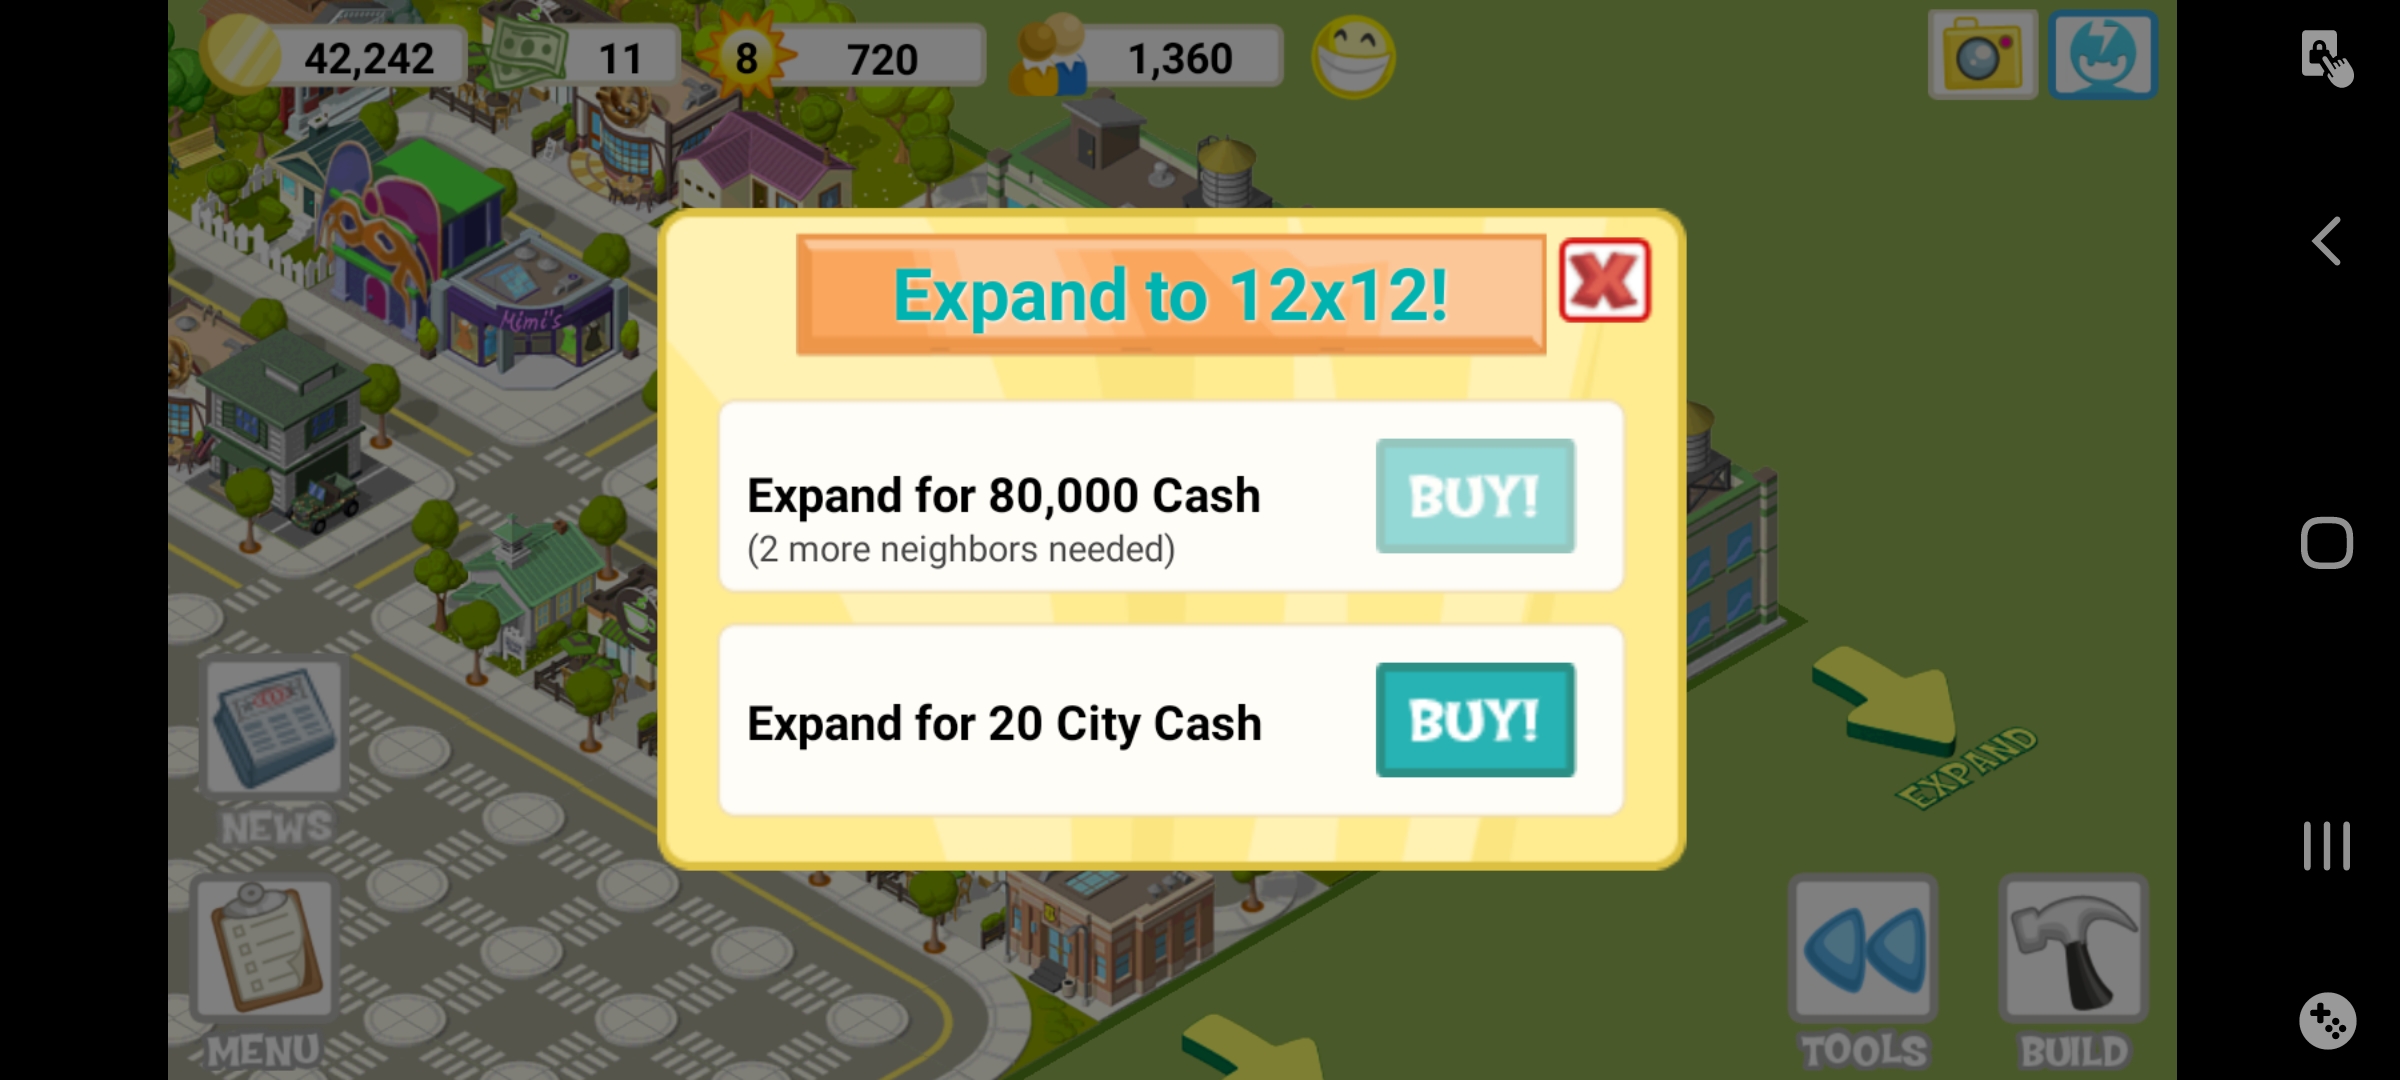 42,242
11
8
720
1,360
Expand to 12x12!
Expand for 80,000 Cash
(2 more neighbors needed)
BUY!
Expand for 20 City Cash
BUY!
Mimi's
EXPAND
NEWS
MENU
TOOLS
BUILD